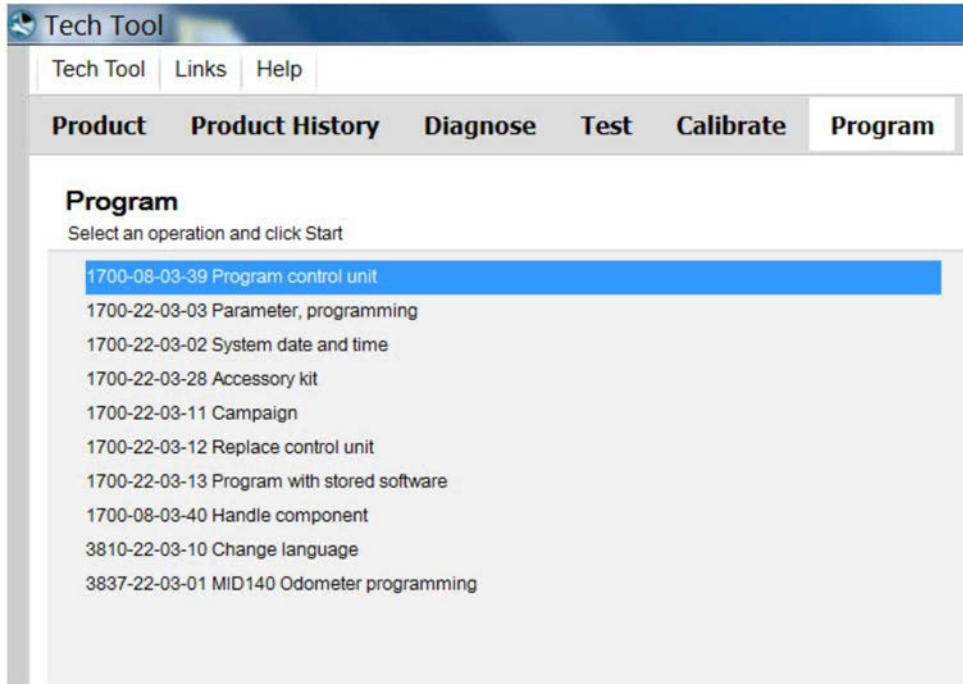 Tech Tool
Tech Tool Links Help
Product Product History Diagnose Test Calibrate Program
Program
Select an operation and click Start
1700-08-03-39 Program control unit
1700-22-03-03 Parameter, programming
1700-22-03-02 System date and time
1700-22-03-28 Accessory kit
1700-22-03-11 Campaign
1700-22-03-12 Replace control unit
1700-22-03-13 Program with stored software
1700-08-03-40 Handle component
3810-22-03-10 Change language
3837-22-03-01 MID140 Odometer programming